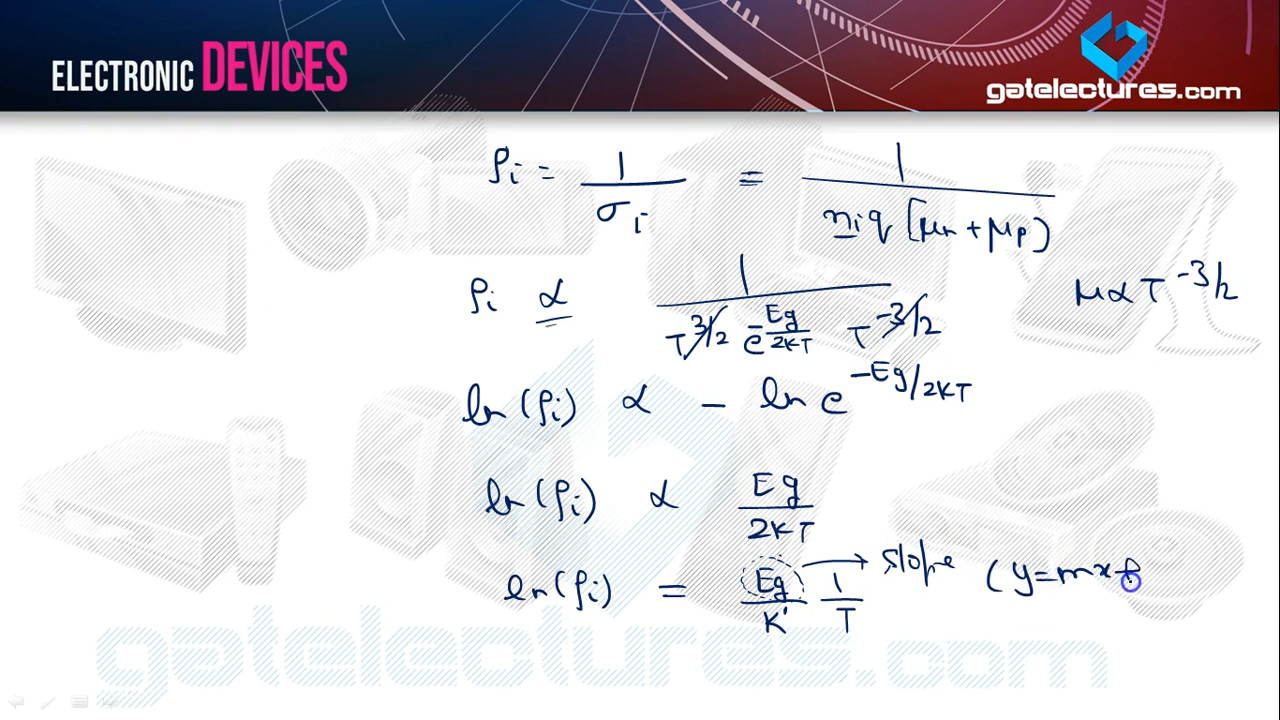 ELECTRONIC DEVICES
gatelectures.com
ρi = 1/σi = 1/(niq[μn + μp))
ρi ∝ 1/(T^3/2 e^-Eg/2KT T^-3/2) μ∝T^-3/2
ln(ρi) ∝ - ln e^-Eg/2KT
ln(ρi) ∝ Eg/2KT
ln(ρi) = Eg/K' 1/T → slope (y=mx+
gatelectures.com